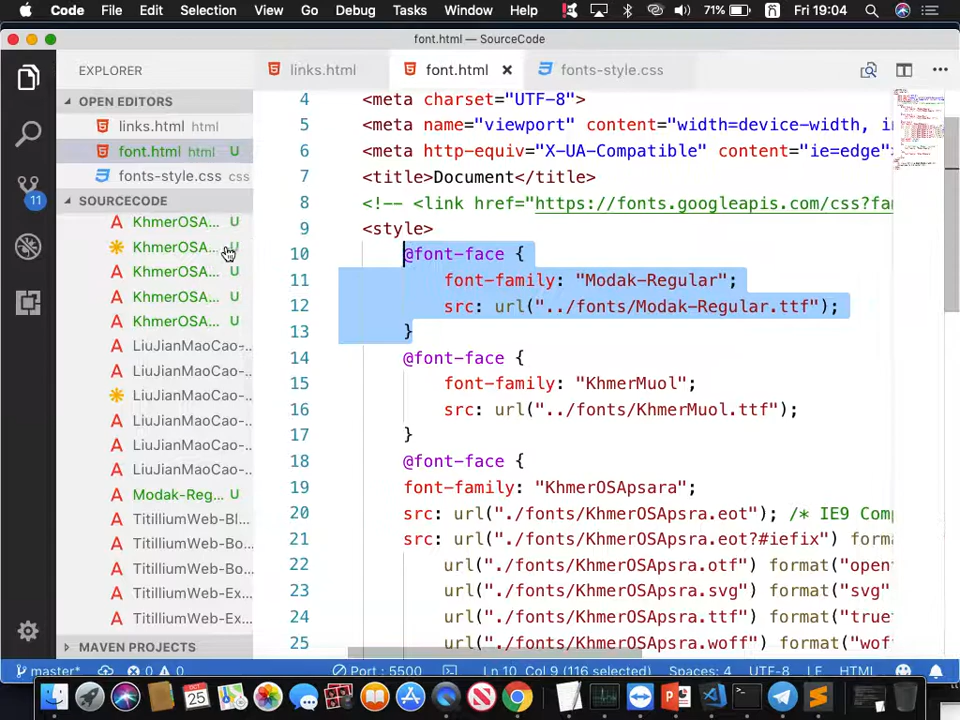 Code File Edit Selection View Go Debug Tasks Window Help 71% Fri 19:04
font.html — SourceCode
EXPLORER
links.html
font.html
fonts-style.css
OPEN EDITORS
links.html html
font.html html U
fonts-style.css css
11
SOURCECODE
KhmerOSA... U
KhmerOSA... U
KhmerOSA... U
KhmerOSA... U
KhmerOSA... U
LiuJianMaoCao-...
LiuJianMaoCao-...
LiuJianMaoCao-...
LiuJianMaoCao-...
LiuJianMaoCao-...
LiuJianMaoCao-...
Modak-Reg... U
TitilliumWeb-Bl...
TitilliumWeb-Bo...
TitilliumWeb-Bo...
TitilliumWeb-Ex...
TitilliumWeb-Ex...
MAVEN PROJECTS
4 <meta charset="UTF-8">
5 <meta name="viewport" content="width=device-width, in
6 <meta http-equiv="X-UA-Compatible" content="ie=edge">
7 <title>Document</title>
8 <!-- <link href="https://fonts.googleapis.com/css?fam
9 <style>
10 @font-face {
11 font-family: "Modak-Regular";
12 src: url("../fonts/Modak-Regular.ttf");
13 }
14 @font-face {
15 font-family: "KhmerMuol";
16 src: url("../fonts/KhmerMuol.ttf");
17 }
18 @font-face {
19 font-family: "KhmerOSApsara";
20 src: url("./fonts/KhmerOSApsra.eot"); /* IE9 Comp
21 src: url("./fonts/KhmerOSApsra.eot?#iefix") forma
22 url("./fonts/KhmerOSApsra.otf") format("open
23 url("./fonts/KhmerOSApsra.svg") format("svg"
24 url("./fonts/KhmerOSApsra.ttf") format("true
25 url("./fonts/KhmerOSApsra.woff") format("wof
master* 0 0 Port : 5500 Ln 10, Col 9 (116 selected) Spaces: 4 UTF-8 LF HTML